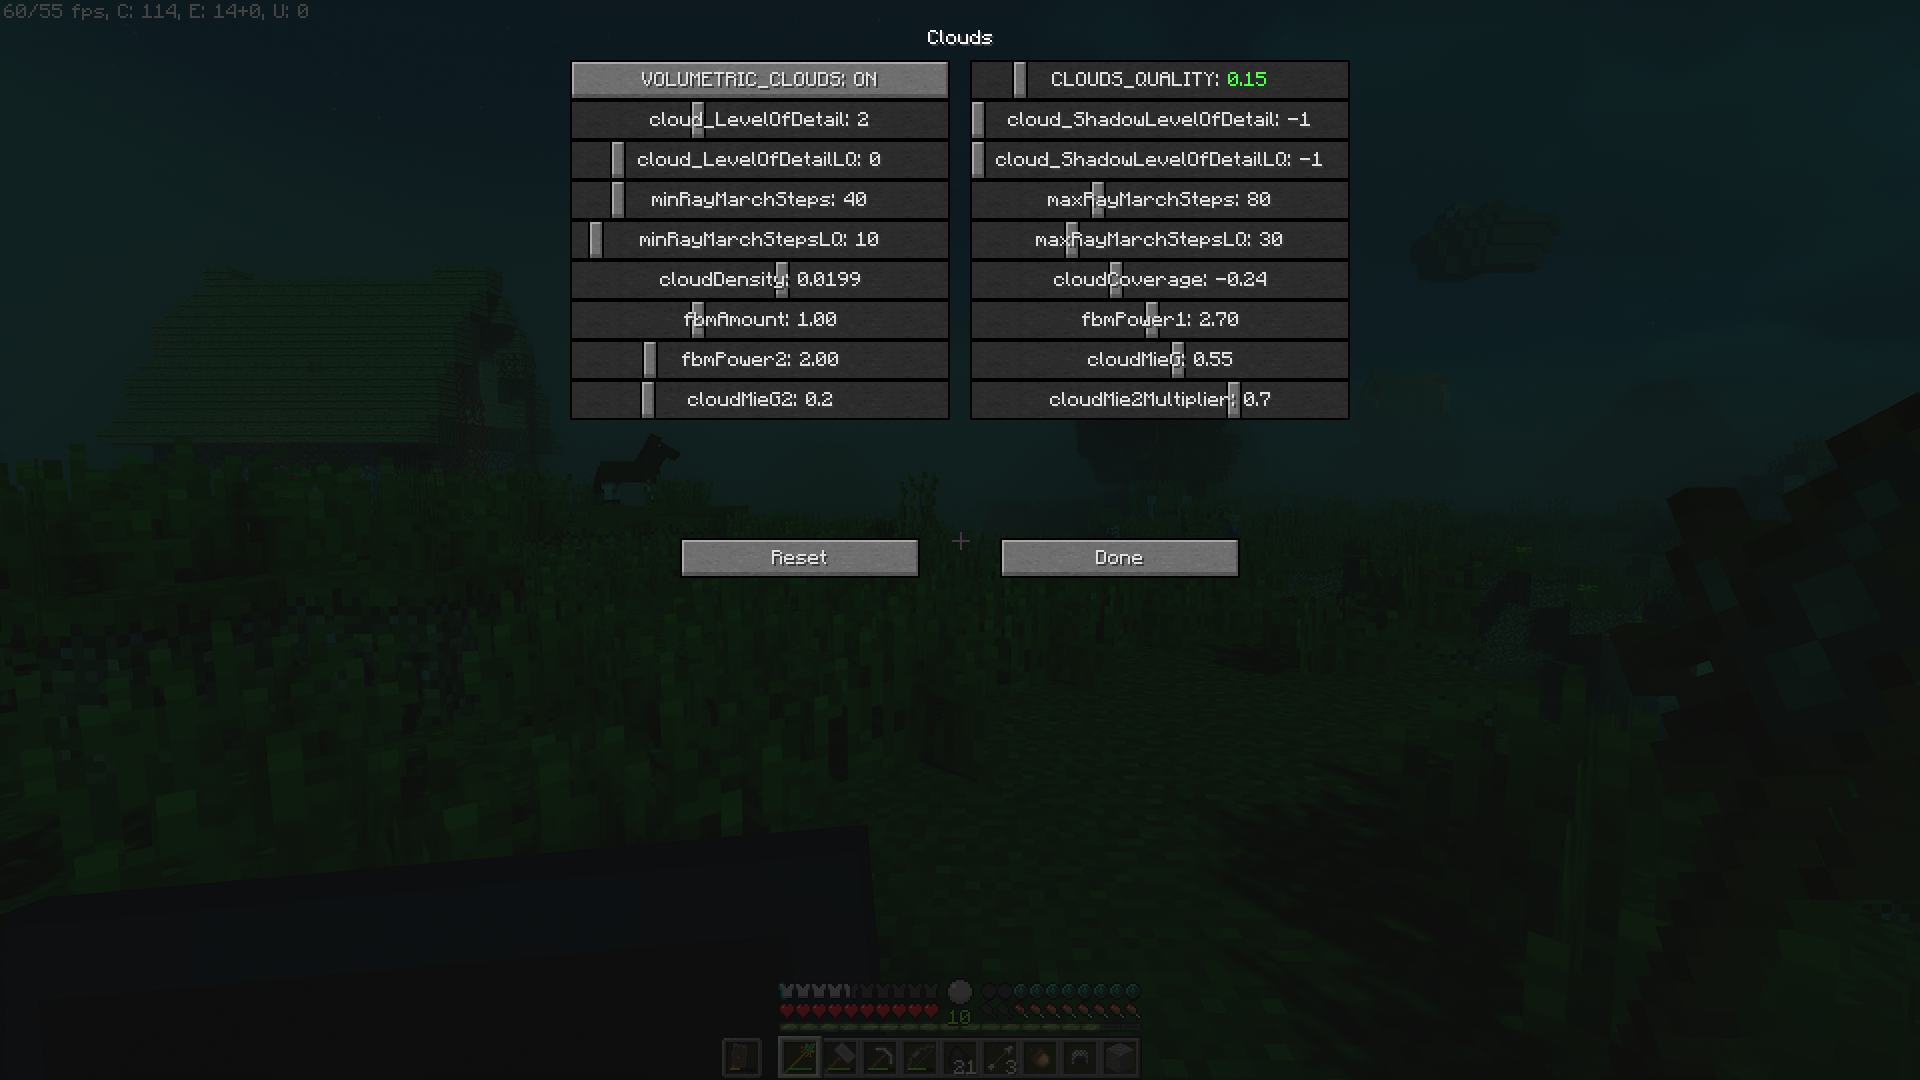 60/55 fps, C: 114, E: 14+0, U: 0
Clouds
VOLUMETRIC_CLOUDS: ON
CLOUDS_QUALITY: 0.15
cloud_LevelOfDetail: 2
cloud_ShadowLevelOfDetail: -1
cloud_LevelOfDetailLQ: 0
cloud_ShadowLevelOfDetailLQ: -1
minRayMarchSteps: 40
maxRayMarchSteps: 80
minRayMarchStepsLQ: 10
maxRayMarchStepsLQ: 30
cloudDensity: 0.0199
cloudCoverage: -0.24
fbmAmount: 1.00
fbmPower1: 2.70
fbmPower2: 2.00
cloudMieG: 0.55
cloudMieG2: 0.2
cloudMie2Multiplier: 0.7
Reset
Done
10
21
3